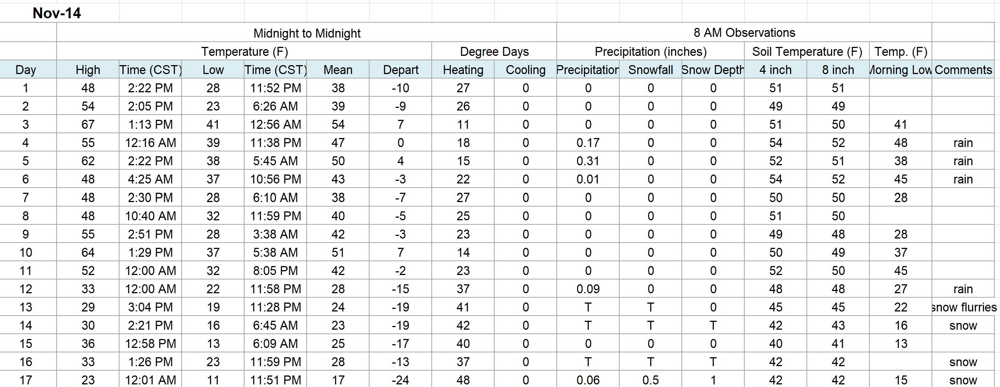 Nov-14
Midnight to Midnight 8 AM Observations
Temperature (F) Degree Days Precipitation (inches) Soil Temperature (F) Temp. (F)
Day High Time (CST) Low Time (CST) Mean Depart Heating Cooling Precipitation Snowfall Snow Depth 4 inch 8 inch Morning Low Comments
1 48 2:22 PM 28 11:52 PM 38 -10 27 0 0 0 0 51 51
2 54 2:05 PM 23 6:26 AM 39 -9 26 0 0 0 0 49 49
3 67 1:13 PM 41 12:56 AM 54 7 11 0 0 0 0 51 50 41
4 55 12:16 AM 39 11:38 PM 47 0 18 0 0.17 0 0 54 52 48 rain
5 62 2:22 PM 38 5:45 AM 50 4 15 0 0.31 0 0 52 51 38 rain
6 48 4:25 AM 37 10:56 PM 43 -3 22 0 0.01 0 0 54 52 45 rain
7 48 2:30 PM 28 6:10 AM 38 -7 27 0 0 0 0 50 50 28
8 48 10:40 AM 32 11:59 PM 40 -5 25 0 0 0 0 51 50
9 55 2:51 PM 28 3:38 AM 42 -3 23 0 0 0 0 49 48 28
10 64 1:29 PM 37 5:38 AM 51 7 14 0 0 0 0 50 49 37
11 52 12:00 AM 32 8:05 PM 42 -2 23 0 0 0 0 52 50 45
12 33 12:00 AM 22 11:58 PM 28 -15 37 0 0.09 0 0 48 48 27 rain
13 29 3:04 PM 19 11:28 PM 24 -19 41 0 T T 0 45 45 22 snow flurries
14 30 2:21 PM 16 6:45 AM 23 -19 42 0 T T T 42 43 16 snow
15 36 12:58 PM 13 6:09 AM 25 -17 40 0 0 0 0 40 41 13
16 33 1:26 PM 23 11:59 PM 28 -13 37 0 T T T 42 42 snow
17 23 12:01 AM 11 11:51 PM 17 -24 48 0 0.06 0.5 1 42 42 15 snow